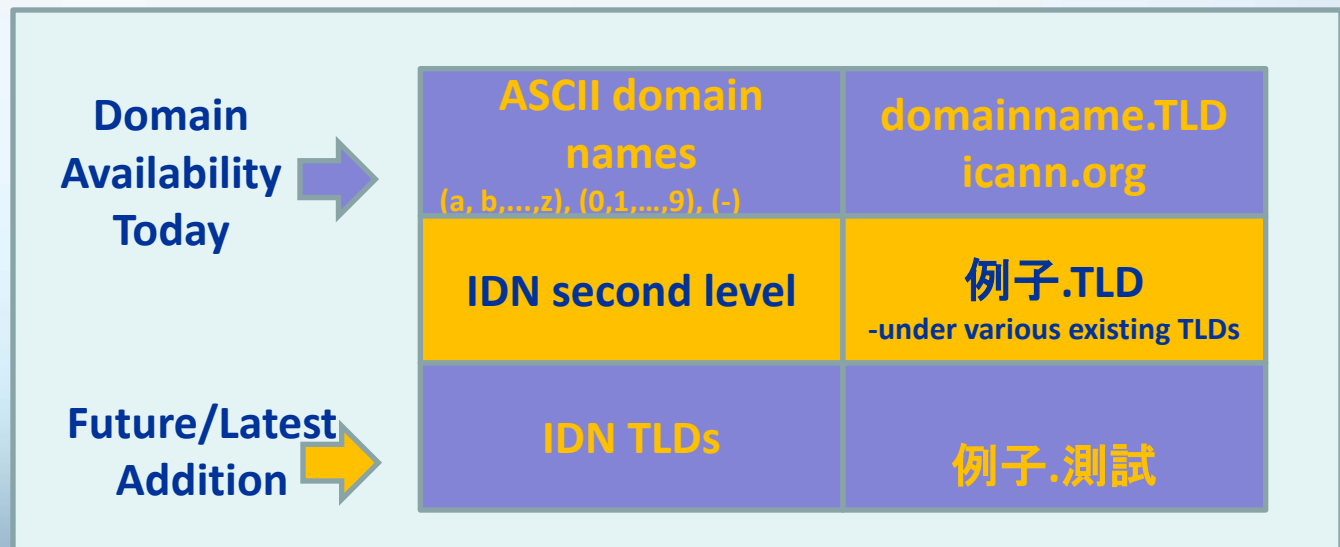 Domain
Availability
Today
ASCII domain
names
(a, b,...,z), (0,1,...,9), (-)
domainname.TLD
icann.org
IDN second level
例子.TLD
-under various existing TLDs
Future/Latest
Addition
IDN TLDs
例子.測試